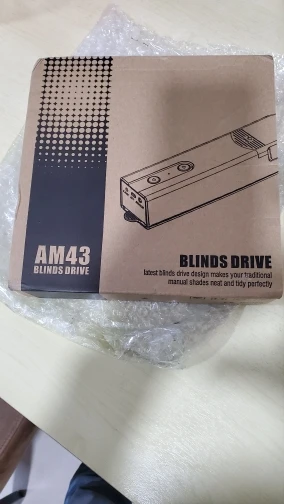 AM43
BLINDS DRIVE
BLINDS DRIVE
latest blinds drive design makes your traditional
manual shades neat and tidy perfectly